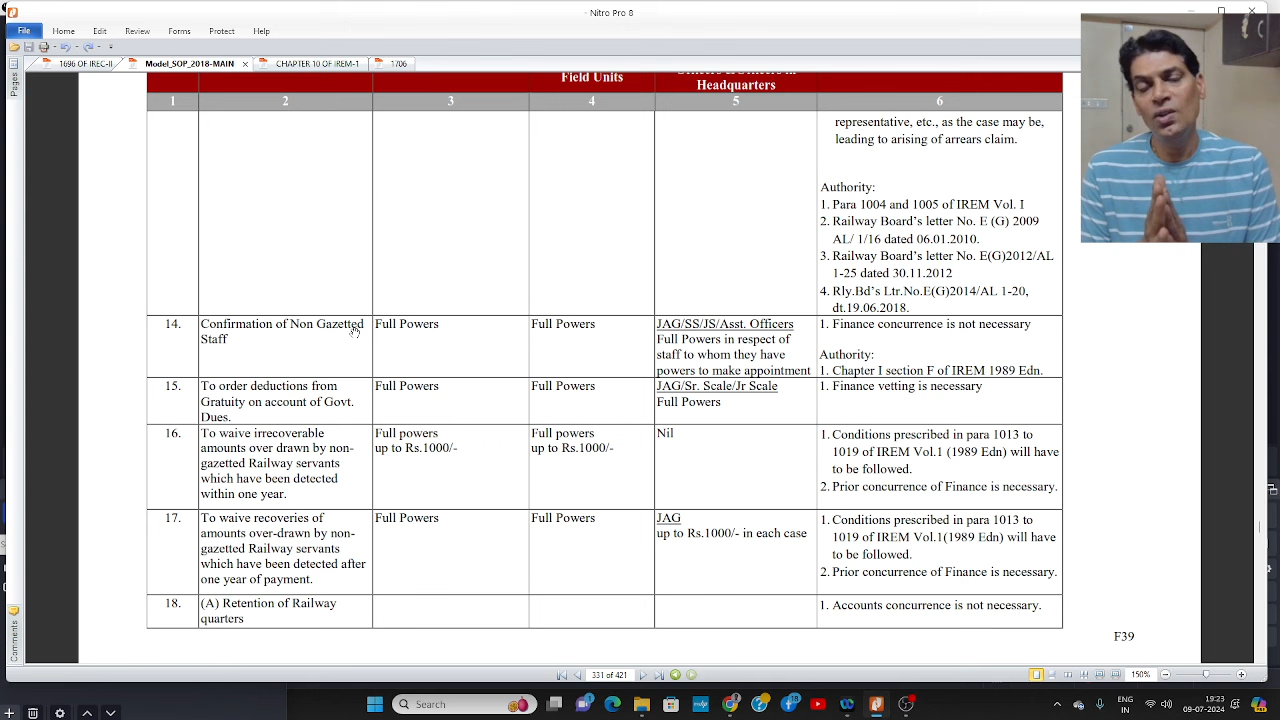 - Nitro Pro 8
File Home Edit Review Forms Protect Help
1696 OF IREC-II Model_SOP_2018-MAIN CHAPTER 10 OF IREM-1 1706
Pages
Field Units
Headquarters
1 2 3 4 5 6
representative, etc., as the case may be,
leading to arising of arrears claim.
Authority:
1. Para 1004 and 1005 of IREM Vol. I
2. Railway Board's letter No. E (G) 2009
AL/ 1/16 dated 06.01.2010.
3. Railway Board's letter No. E(G)2012/AL
1-25 dated 30.11.2012
4. Rly.Bd's Ltr.No.E(G)2014/AL 1-20,
dt.19.06.2018.
14.
Confirmation of Non Gazetted
Staff
Full Powers
Full Powers
JAG/SS/JS/Asst. Officers
Full Powers in respect of
staff to whom they have
powers to make appointment
1. Finance concurrence is not necessary
Authority:
1. Chapter I section F of IREM 1989 Edn.
15.
To order deductions from
Gratuity on account of Govt.
Dues.
Full Powers
Full Powers
JAG/Sr. Scale/Jr Scale
Full Powers
1. Finance vetting is necessary
16.
To waive irrecoverable
amounts over drawn by non-
gazetted Railway servants
which have been detected
within one year.
Full powers
up to Rs.1000/-
Full powers
up to Rs.1000/-
Nil
1. Conditions prescribed in para 1013 to
1019 of IREM Vol.1 (1989 Edn) will have
to be followed.
2. Prior concurrence of Finance is necessary.
17.
To waive recoveries of
amounts over-drawn by non-
gazetted Railway servants
which have been detected after
one year of payment.
Full Powers
Full Powers
JAG
up to Rs.1000/- in each case
1. Conditions prescribed in para 1013 to
1019 of IREM Vol.1(1989 Edn) will have
to be followed.
2. Prior concurrence of Finance is necessary.
18.
(A) Retention of Railway
quarters
1. Accounts concurrence is not necessary.
F39
Comments
331 of 421
150%
Search
ENG
IN
19:23
09-07-2024